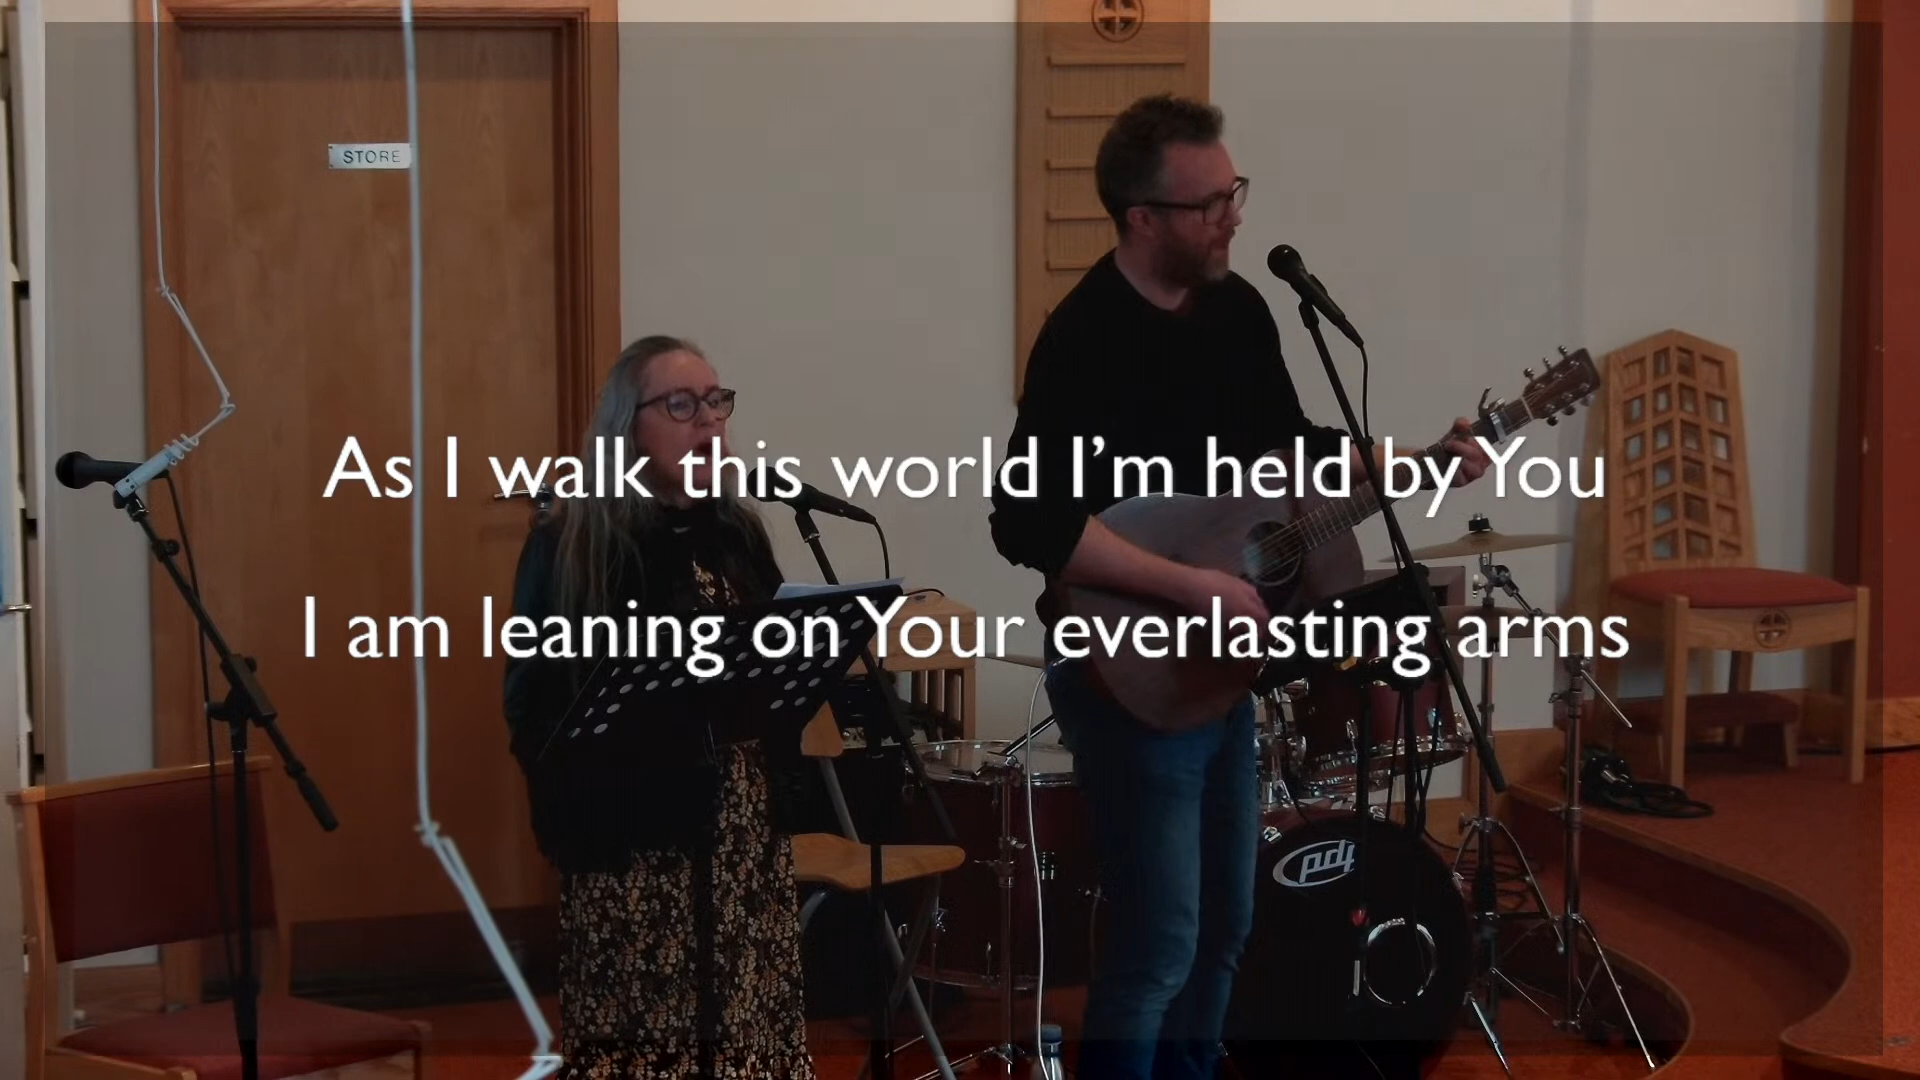 STORE
As I walk this world I'm held by You
I am leaning on Your everlasting arms
pdp